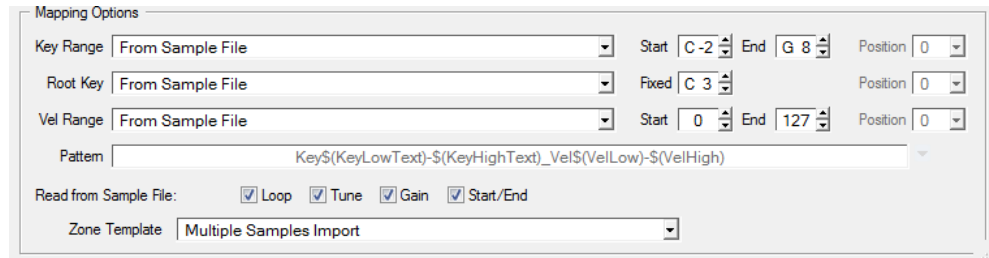 Mapping Options
Key Range From Sample File Start C -2 End G 8 Position 0
Root Key From Sample File Fixed C 3 Position 0
Vel Range From Sample File Start 0 End 127 Position 0
Pattern Key$(KeyLowText)-$(KeyHighText)_Vel$(VelLow)-$(VelHigh)
Read from Sample File: Loop Tune Gain Start/End
Zone Template Multiple Samples Import